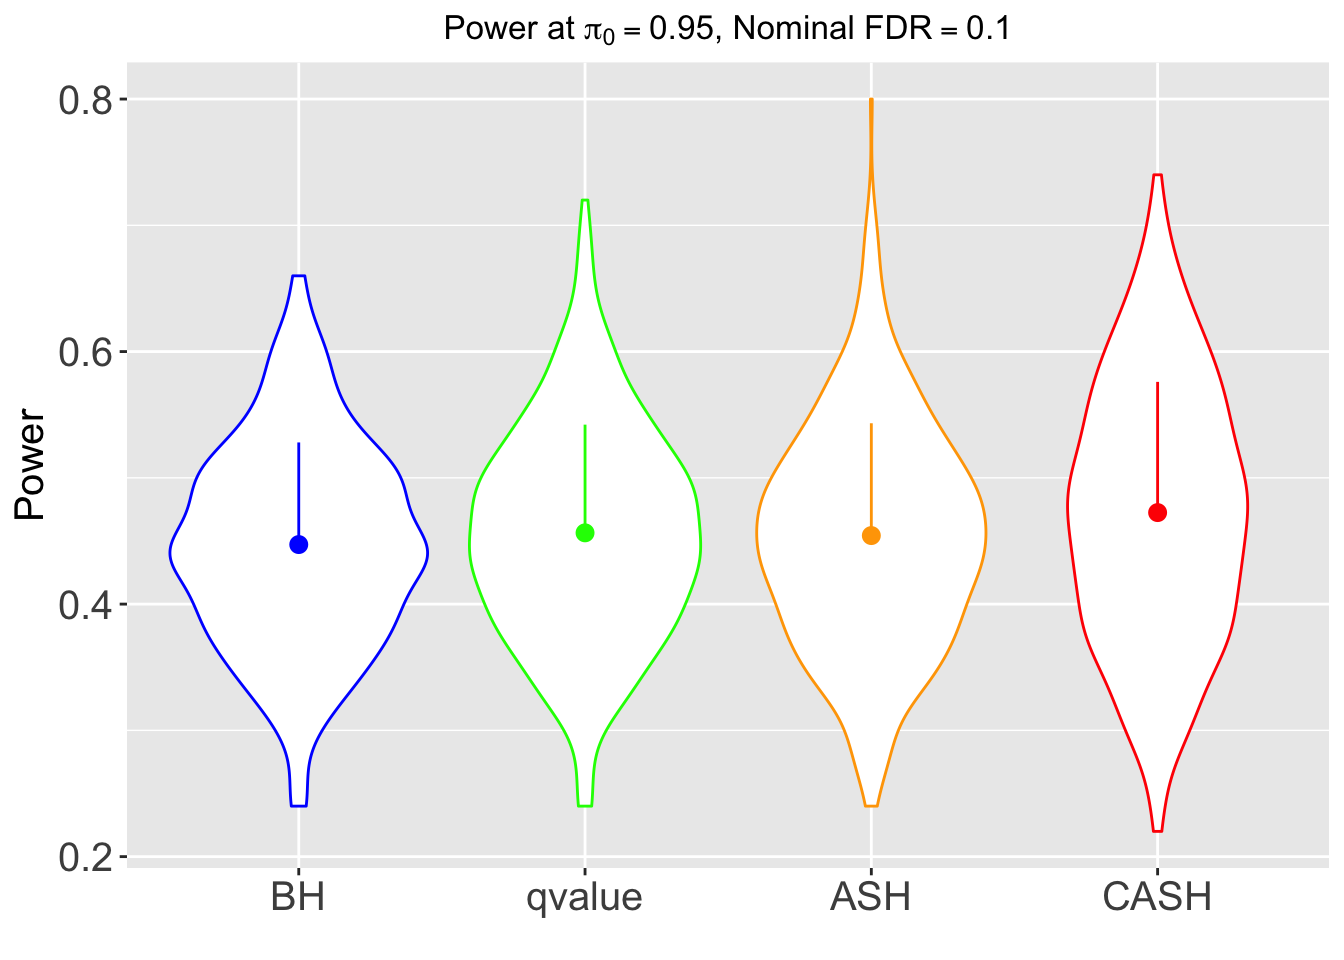 Power at π₀ = 0.95, Nominal FDR = 0.1
Power
0.8
0.6
0.4
0.2
BH qvalue ASH CASH